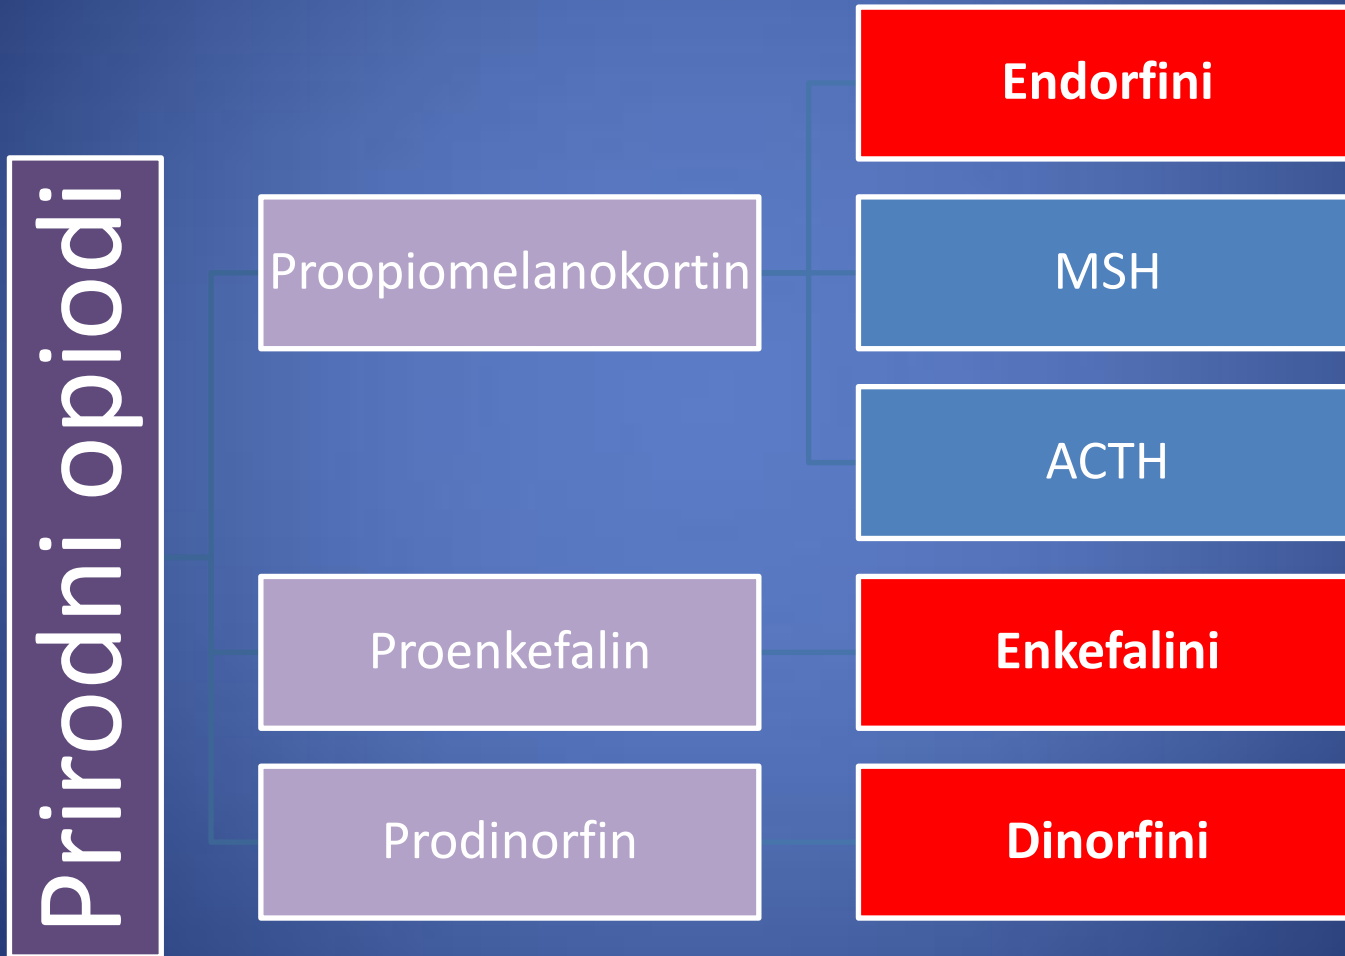 Prirodni opiodi
Proopiomelanokortin
Endorfini
MSH
ACTH
Proenkefalin
Enkefalini
Prodinorfin
Dinorfini